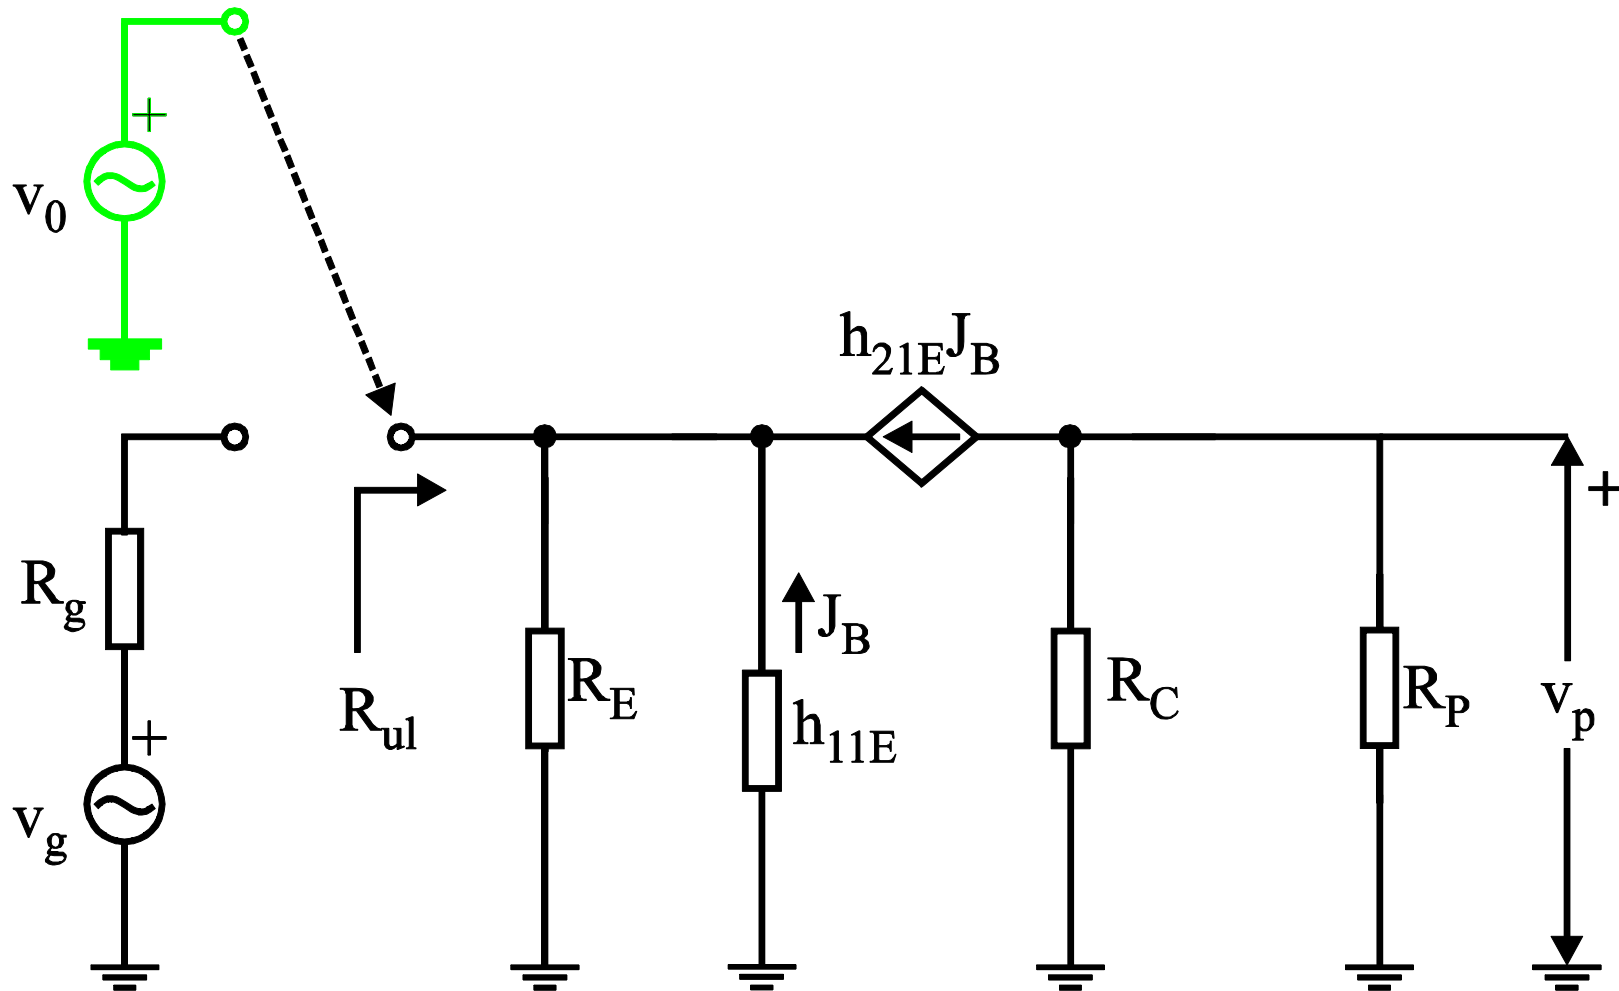 +
v0
h21EJB
+
Rg
JB
Rul
RE
h11E
RC
RP
vp
+
vg